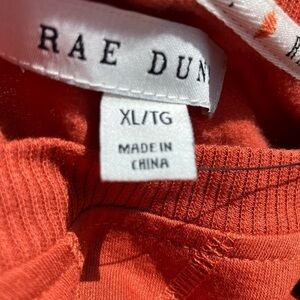 RAE DUN
XL/TG
MADE IN
CHINA